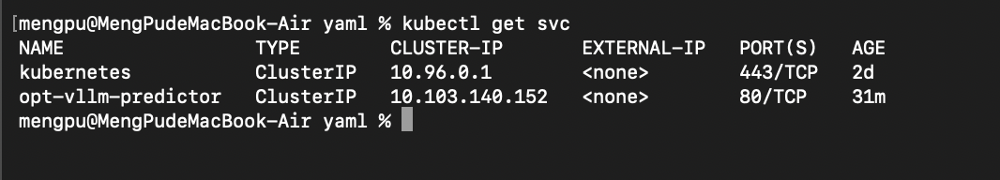 [mengpu@MengPudeMacBook-Air yaml % kubectl get svc
NAME TYPE CLUSTER-IP EXTERNAL-IP PORT(S) AGE
kubernetes ClusterIP 10.96.0.1 <none> 443/TCP 2d
opt-vllm-predictor ClusterIP 10.103.140.152 <none> 80/TCP 31m
mengpu@MengPudeMacBook-Air yaml %